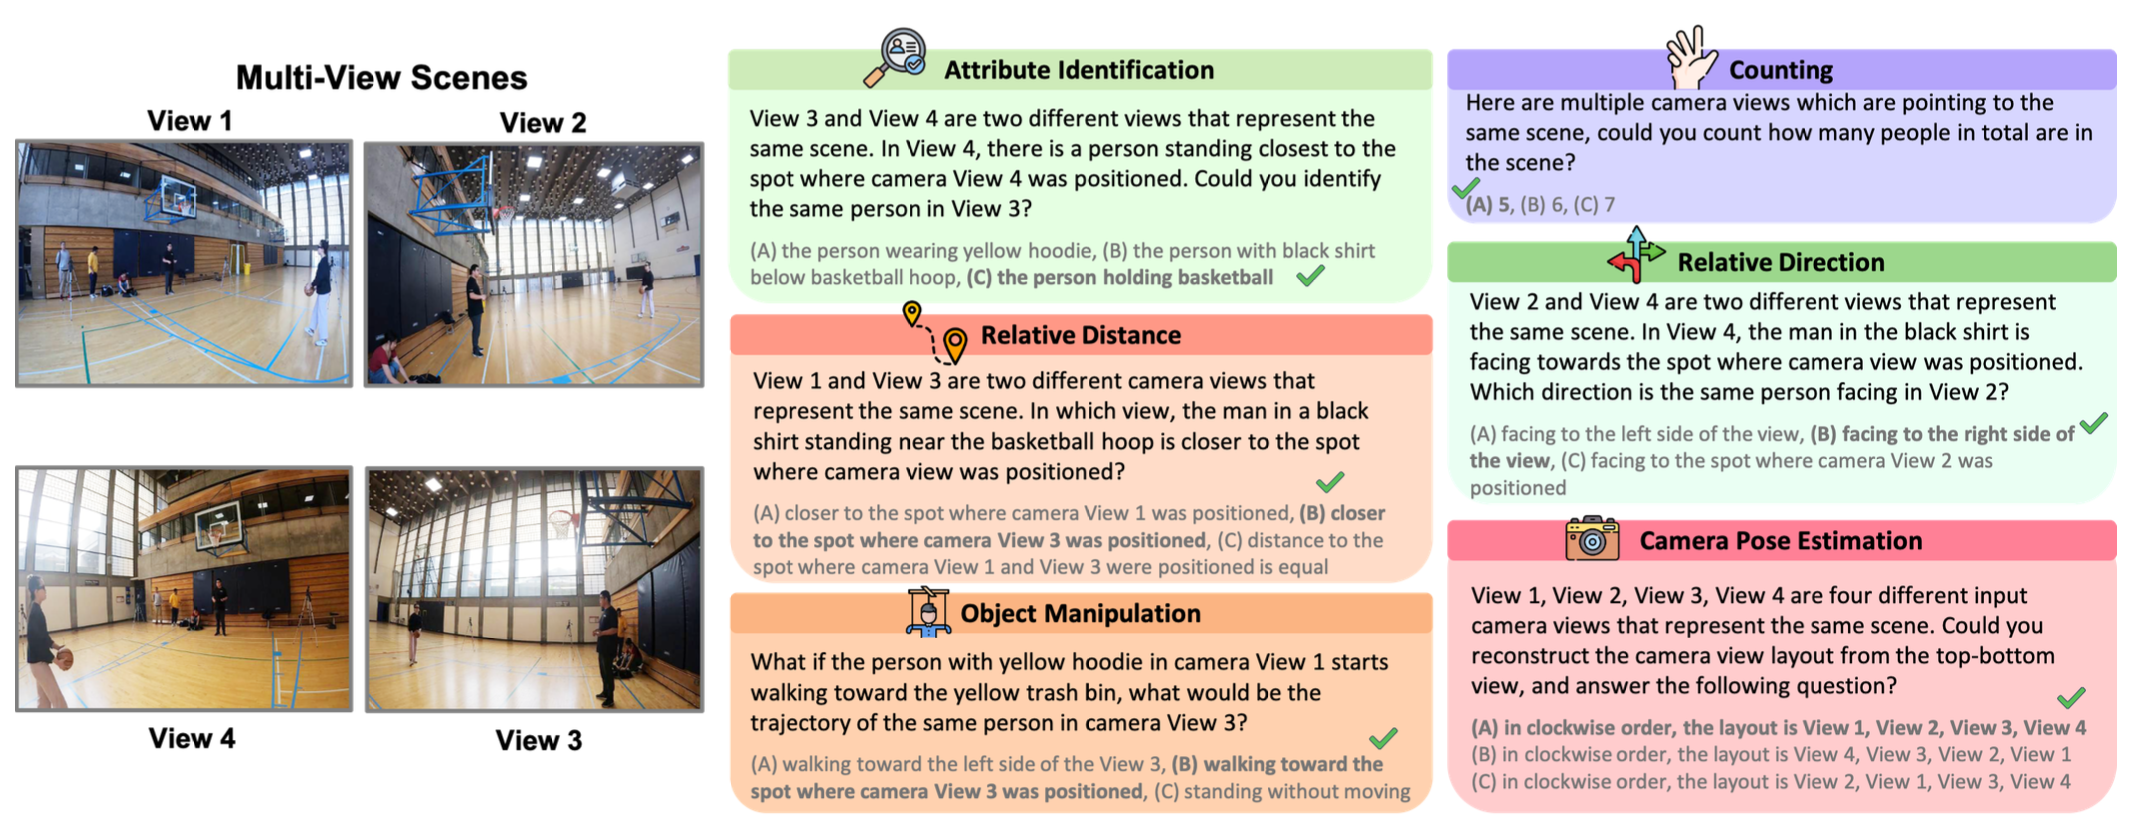 Multi-View Scenes
View 1
View 2
View 4
View 3
Attribute Identification
View 3 and View 4 are two different views that represent the
same scene. In View 4, there is a person standing closest to the
spot where camera View 4 was positioned. Could you identify
the same person in View 3?
(A) the person wearing yellow hoodie, (B) the person with black shirt
below basketball hoop, (C) the person holding basketball
Relative Distance
View 1 and View 3 are two different camera views that
represent the same scene. In which view, the man in a black
shirt standing near the basketball hoop is closer to the spot
where camera view was positioned?
(A) closer to the spot where camera View 1 was positioned, (B) closer
to the spot where camera View 3 was positioned, (C) distance to the
spot where camera View 1 and View 3 were positioned is equal
Object Manipulation
What if the person with yellow hoodie in camera View 1 starts
walking toward the yellow trash bin, what would be the
trajectory of the same person in camera View 3?
(A) walking toward the left side of the View 3, (B) walking toward the
spot where camera View 3 was positioned, (C) standing without moving
Counting
Here are multiple camera views which are pointing to the
same scene, could you count how many people in total are in
the scene?
(A) 5, (B) 6, (C) 7
Relative Direction
View 2 and View 4 are two different views that represent
the same scene. In View 4, the man in the black shirt is
facing towards the spot where camera view was positioned.
Which direction is the same person facing in View 2?
(A) facing to the left side of the view, (B) facing to the right side of
the view, (C) facing to the spot where camera View 2 was
positioned
Camera Pose Estimation
View 1, View 2, View 3, View 4 are four different input
camera views that represent the same scene. Could you
reconstruct the camera view layout from the top-bottom
view, and answer the following question?
(A) in clockwise order, the layout is View 1, View 2, View 3, View 4
(B) in clockwise order, the layout is View 4, View 3, View 2, View 1
(C) in clockwise order, the layout is View 2, View 1, View 3, View 4